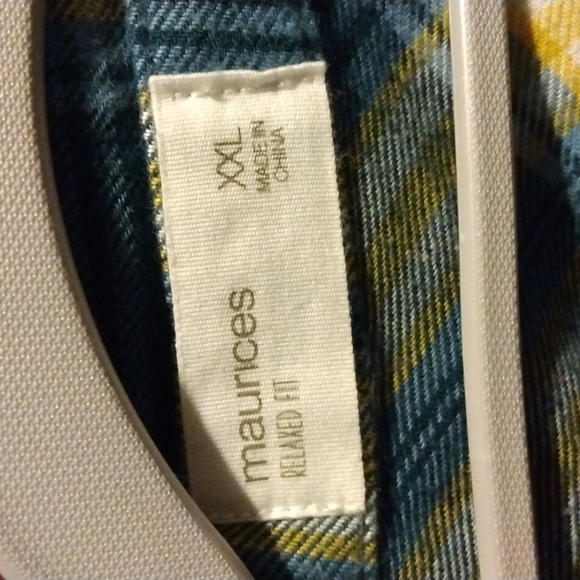 maurices
RELAXED FIT
XXL
MADE IN
CHINA